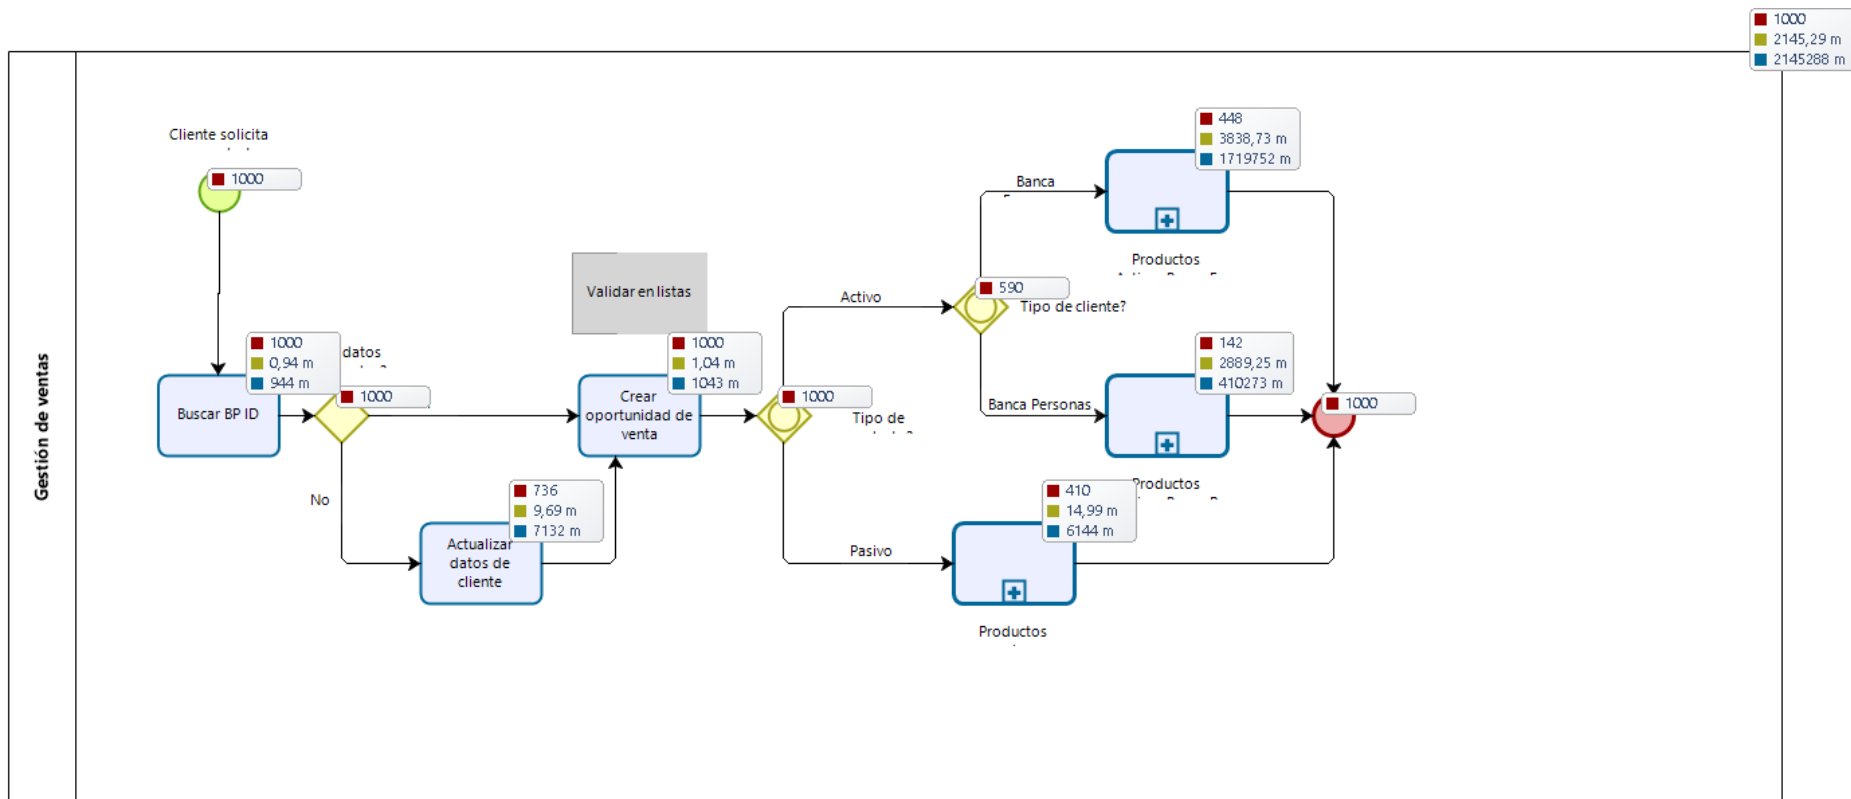 1000
2145,29 m
2145288 m
Gestión de ventas
Cliente solicita
1000
1000
0,94 m
944 m
Buscar BP ID
datos
1000
No
736
9,69 m
7132 m
Actualizar
datos de
cliente
Validar en listas
1000
1,04 m
1043 m
Crear
oportunidad de
venta
1000
Tipo de
Activo
Pasivo
590
Tipo de cliente?
Banca
448
3838,73 m
1719752 m
Productos
Banca Personas
142
2889,25 m
410273 m
Productos
410
14,99 m
6144 m
Productos
1000